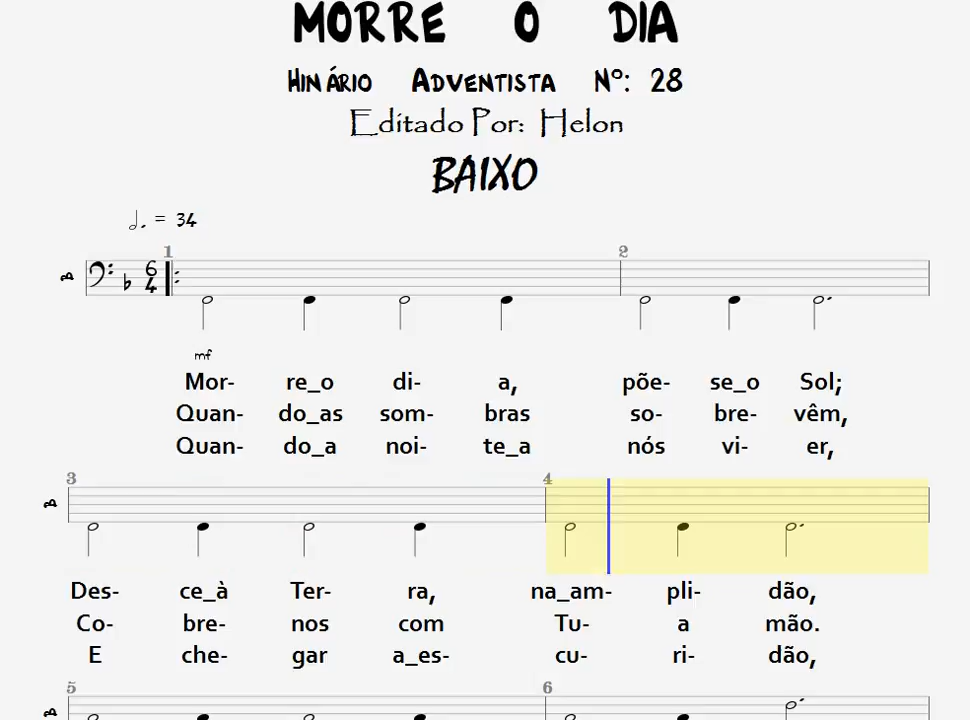 MORRE O DIA
HINÁRIO ADVENTISTA Nº: 28
Editado Por: Helon
BAIXO
= 34
1 2
B
6
4
mf
Mor- re_o di- a, põe- se_o Sol;
Quan- do_as som- bras so- bre- vêm,
Quan- do_a noi- te_a nós vi- er,
3 4
B
Des- ce_à Ter- ra, na_am- pli- dão,
Co- bre- nos com Tu- a mão.
E che- gar a_es- cu- ri- dão,
5 6
B